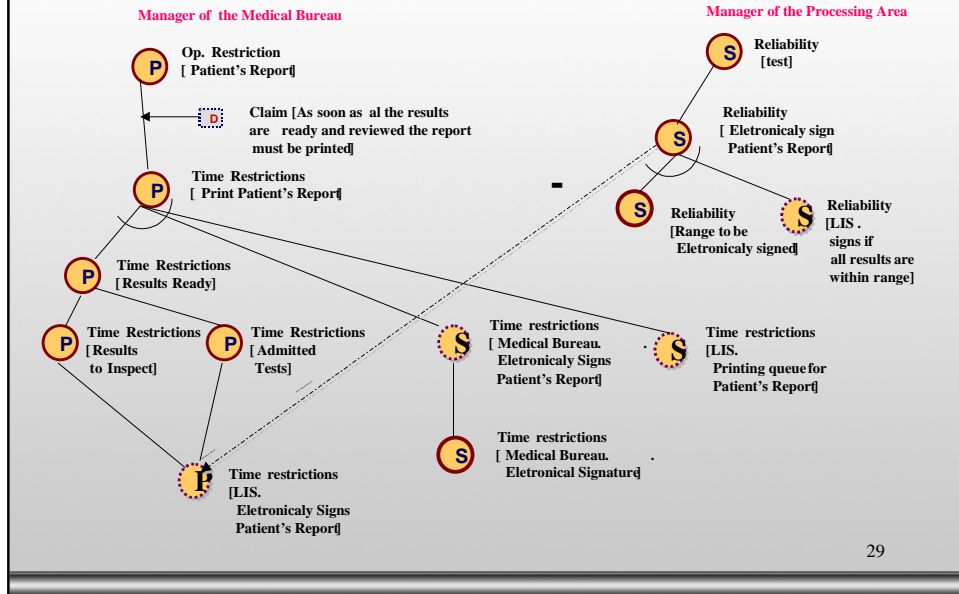 Manager of the Medical Bureau
Manager of the Processing Area
P
Op. Restriction
[ Patient's Report]
D
Claim [As soon as al the results
are ready and reviewed the report
must be printed]
P
Time Restrictions
[ Print Patient's Report]
P
Time Restrictions
[Results Ready]
P
Time Restrictions
[Results
to Inspect]
P
Time Restrictions
[Admitted
Tests]
P
Time restrictions
[LIS.
Eletronicaly Signs
Patient's Report]
S
Time restrictions
[ Medical Bureau. .
Eletronicaly Signs
Patient's Report]
S
Time restrictions
[ Medical Bureau. .
Eletronical Signature]
S
Time restrictions
[LIS.
Printing queue for
Patient's Report]
-
S
Reliability
[test]
S
Reliability
[ Eletronicaly sign
Patient's Report]
S
Reliability
[Range to be
Eletronicaly signed]
S
Reliability
[LIS .
signs if
all results are
within range]
29